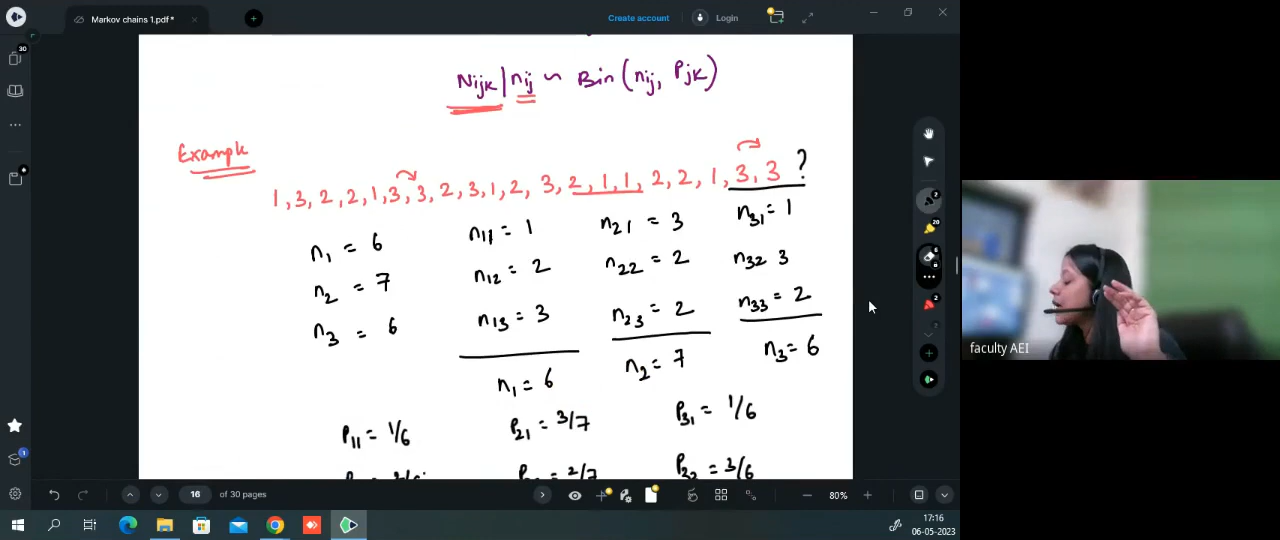 Markov chains 1.pdf*
Create account
Login
30
Nijk | nij ~ Bin (nij, Pjk)
Example
1, 3, 2, 2, 1, 3, 3, 2, 3, 1, 2, 3, 2, 1, 1, 2, 2, 1, 3, 3 ?
n1 = 6
n2 = 7
n3 = 6
n11 = 1
n12 = 2
n13 = 3
n1 = 6
n21 = 3
n22 = 2
n23 = 2
n2 = 7
n31 = 1
n32 3
n33 = 2
n3 = 6
P11 = 1/6
P21 = 3/7
P31 = 1/6
= 2/7
P32 = 3/6
faculty AEI
16 of 30 pages
80%
17:16
06-05-2023